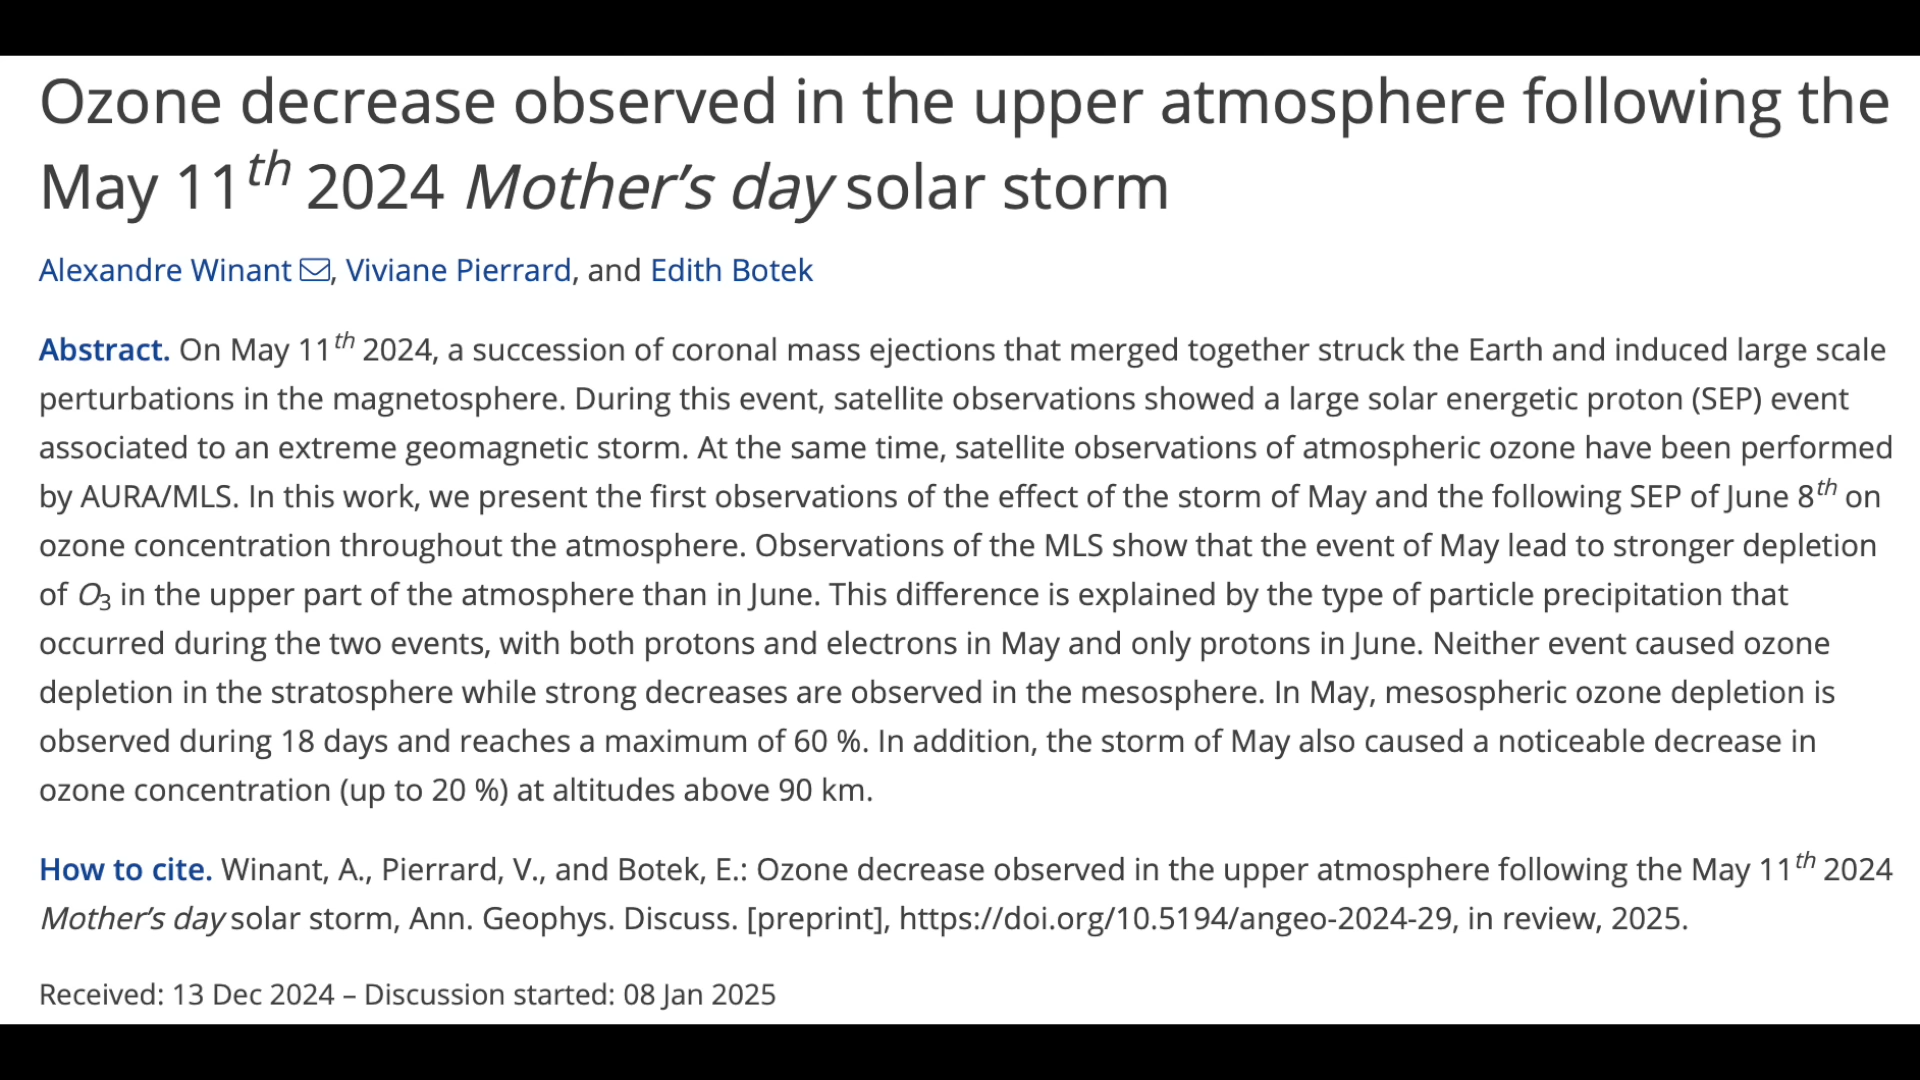 Ozone decrease observed in the upper atmosphere following the
May 11th 2024 Mother's day solar storm
Alexandre Winant, Viviane Pierrard, and Edith Botek
Abstract. On May 11th 2024, a succession of coronal mass ejections that merged together struck the Earth and induced large scale
perturbations in the magnetosphere. During this event, satellite observations showed a large solar energetic proton (SEP) event
associated to an extreme geomagnetic storm. At the same time, satellite observations of atmospheric ozone have been performed
by AURA/MLS. In this work, we present the first observations of the effect of the storm of May and the following SEP of June 8th on
ozone concentration throughout the atmosphere. Observations of the MLS show that the event of May lead to stronger depletion
of O3 in the upper part of the atmosphere than in June. This difference is explained by the type of particle precipitation that
occurred during the two events, with both protons and electrons in May and only protons in June. Neither event caused ozone
depletion in the stratosphere while strong decreases are observed in the mesosphere. In May, mesospheric ozone depletion is
observed during 18 days and reaches a maximum of 60 %. In addition, the storm of May also caused a noticeable decrease in
ozone concentration (up to 20 %) at altitudes above 90 km.
How to cite. Winant, A., Pierrard, V., and Botek, E.: Ozone decrease observed in the upper atmosphere following the May 11th 2024
Mother's day solar storm, Ann. Geophys. Discuss. [preprint], https://doi.org/10.5194/angeo-2024-29, in review, 2025.
Received: 13 Dec 2024 – Discussion started: 08 Jan 2025